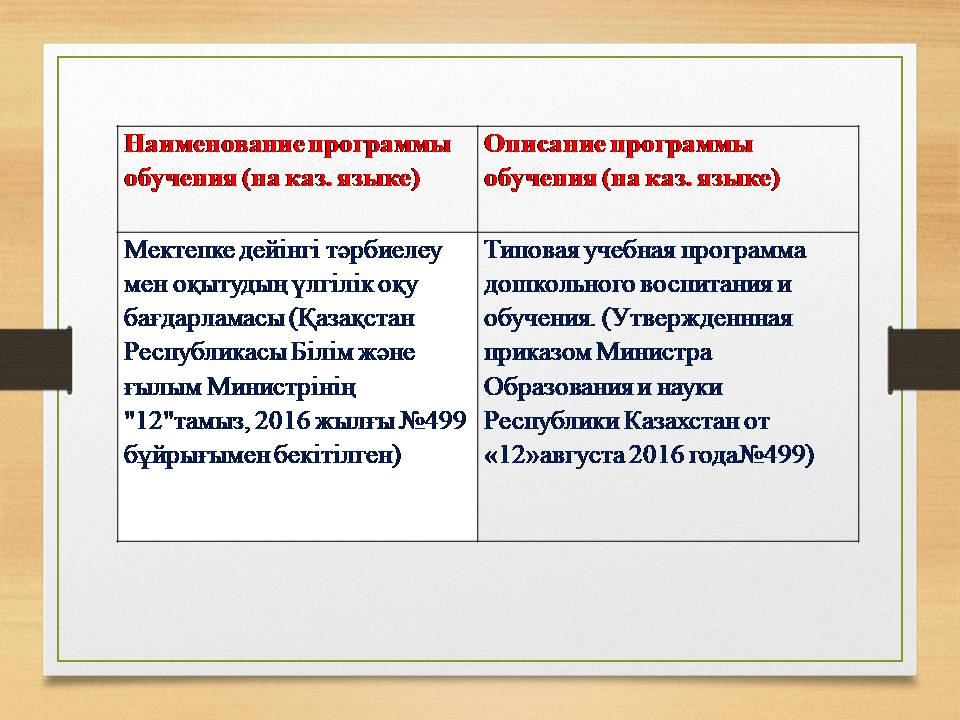 Наименование программы
обучения (на каз. языке)
Описание программы
обучения (на каз. языке)
Мектепке дейінгі тәрбиелеу
мен оқытудың үлгілік оқу
бағдарламасы (Қазақстан
Республикасы Білім және
ғылым Министрінің
"12"тамыз, 2016 жылғы №499
бұйрығымен бекітілген)
Типовая учебная программа
дошкольного воспитания и
обучения. (Утвержденнная
приказом Министра
Образования и науки
Республики Казахстан от
«12»августа 2016 года№499)